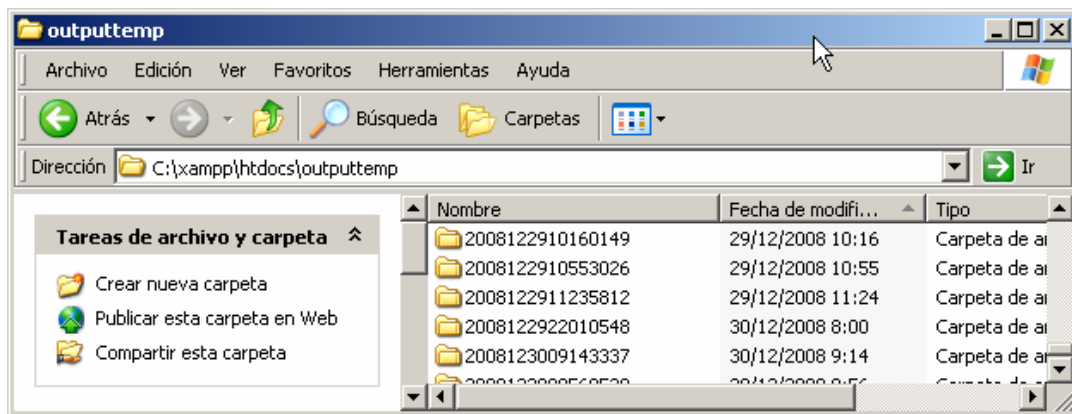 outputtemp
Archivo Edición Ver Favoritos Herramientas Ayuda
Atrás Búsqueda Carpetas
Dirección C:\xampp\htdocs\outputtemp Ir
Nombre Fecha de modifi... Tipo
Tareas de archivo y carpeta
Crear nueva carpeta
Publicar esta carpeta en Web
Compartir esta carpeta
2008122910160149 29/12/2008 10:16 Carpeta de ar
2008122910553026 29/12/2008 10:55 Carpeta de ar
2008122911235812 29/12/2008 11:24 Carpeta de ar
2008122922010548 30/12/2008 8:00 Carpeta de ar
2008123009143337 30/12/2008 9:14 Carpeta de ar